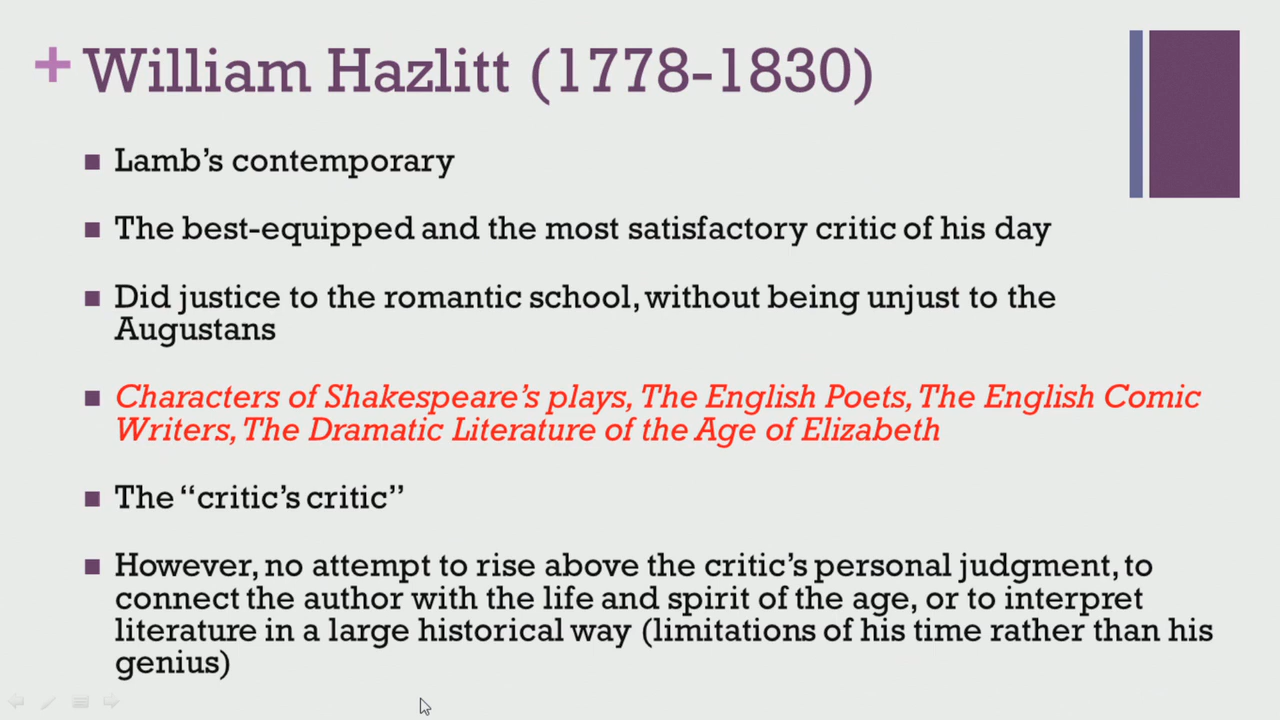 + William Hazlitt (1778-1830)
■ Lamb’s contemporary
■ The best-equipped and the most satisfactory critic of his day
■ Did justice to the romantic school, without being unjust to the
Augustans
■ Characters of Shakespeare’s plays, The English Poets, The English Comic
Writers, The Dramatic Literature of the Age of Elizabeth
■ The “critic’s critic”
■ However, no attempt to rise above the critic’s personal judgment, to
connect the author with the life and spirit of the age, or to interpret
literature in a large historical way (limitations of his time rather than his
genius)